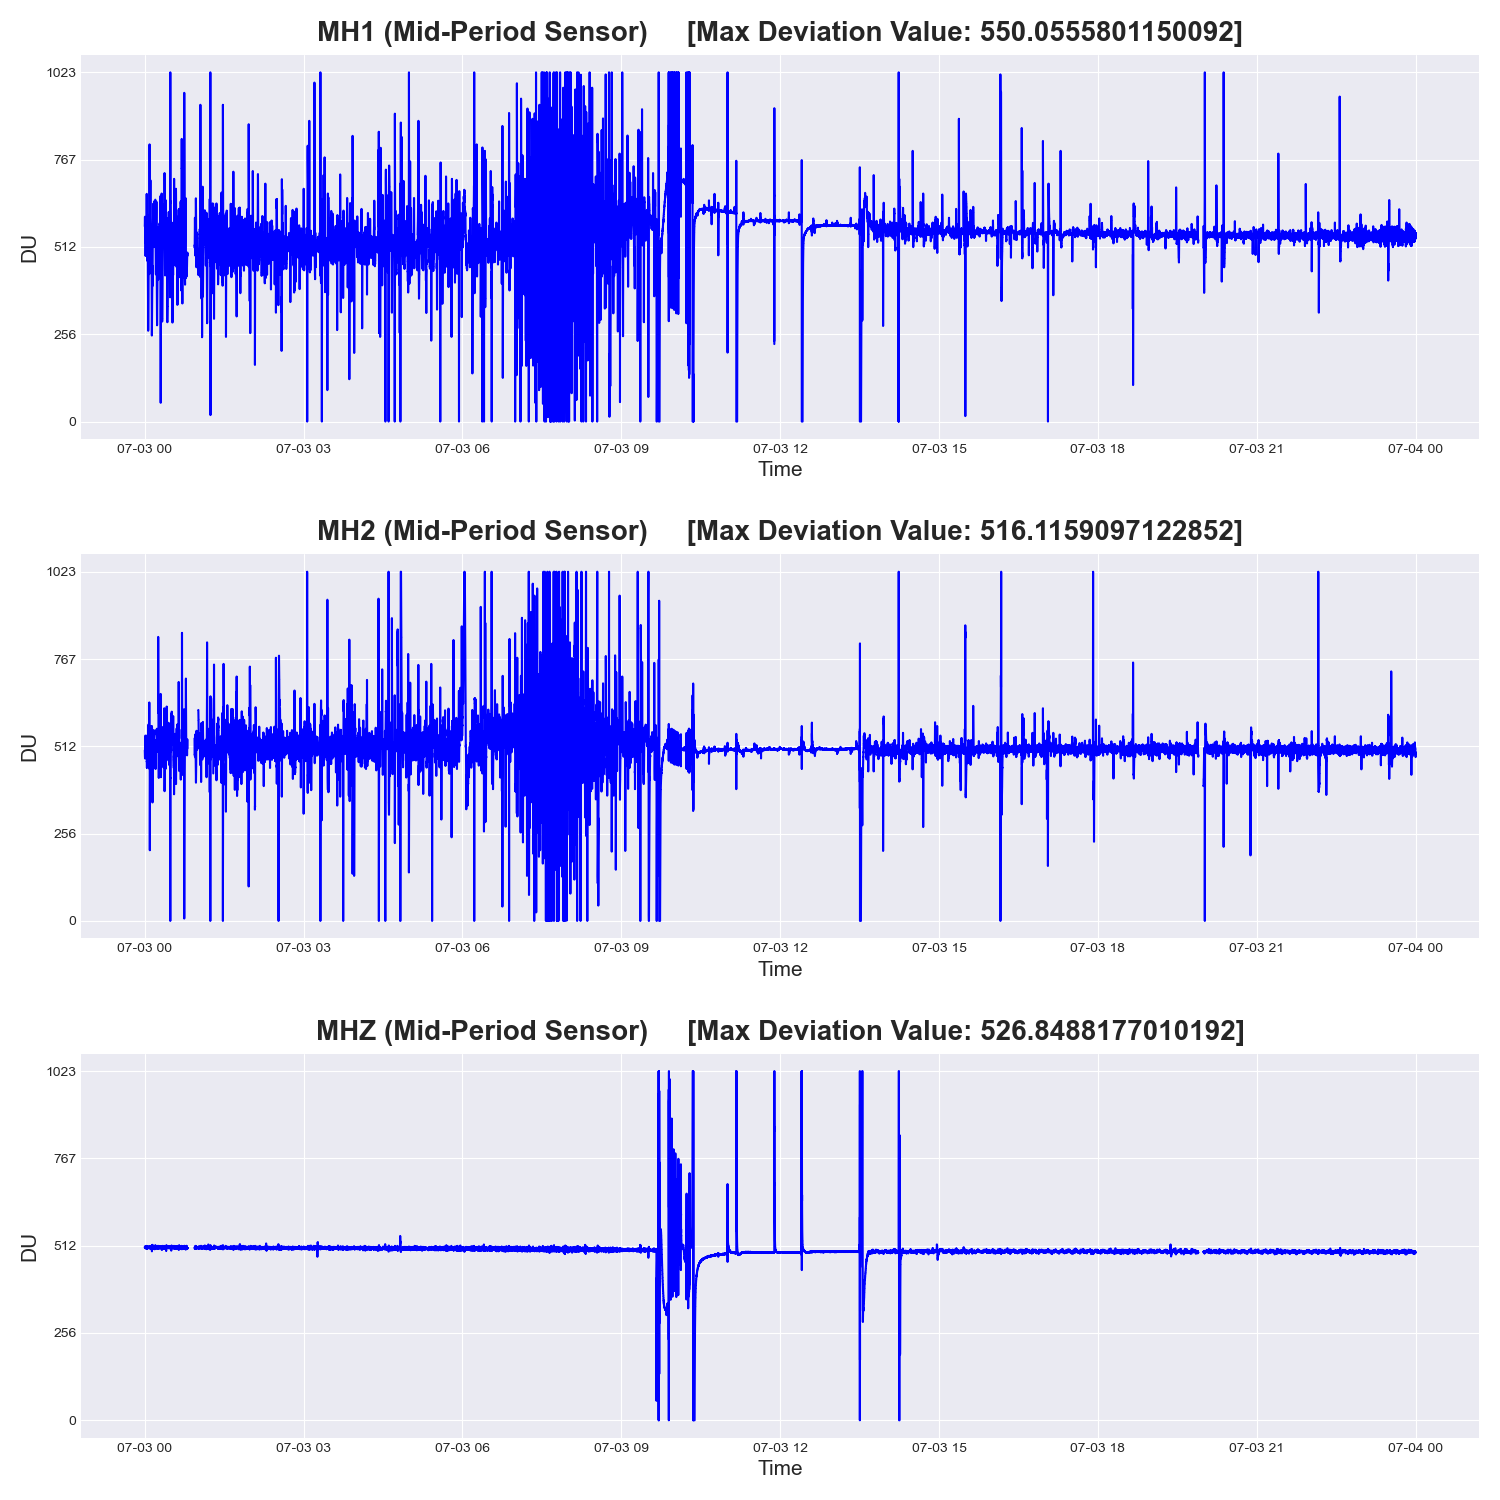 MH1 (Mid-Period Sensor) [Max Deviation Value: 550.0555801150092]
1023
767
512
256
0
DU
07-03 00 07-03 03 07-03 06 07-03 09 07-03 12 07-03 15 07-03 18 07-03 21 07-04 00
Time
MH2 (Mid-Period Sensor) [Max Deviation Value: 516.1159097122852]
1023
767
512
256
0
DU
07-03 00 07-03 03 07-03 06 07-03 09 07-03 12 07-03 15 07-03 18 07-03 21 07-04 00
Time
MHZ (Mid-Period Sensor) [Max Deviation Value: 526.8488177010192]
1023
767
512
256
0
DU
07-03 00 07-03 03 07-03 06 07-03 09 07-03 12 07-03 15 07-03 18 07-03 21 07-04 00
Time